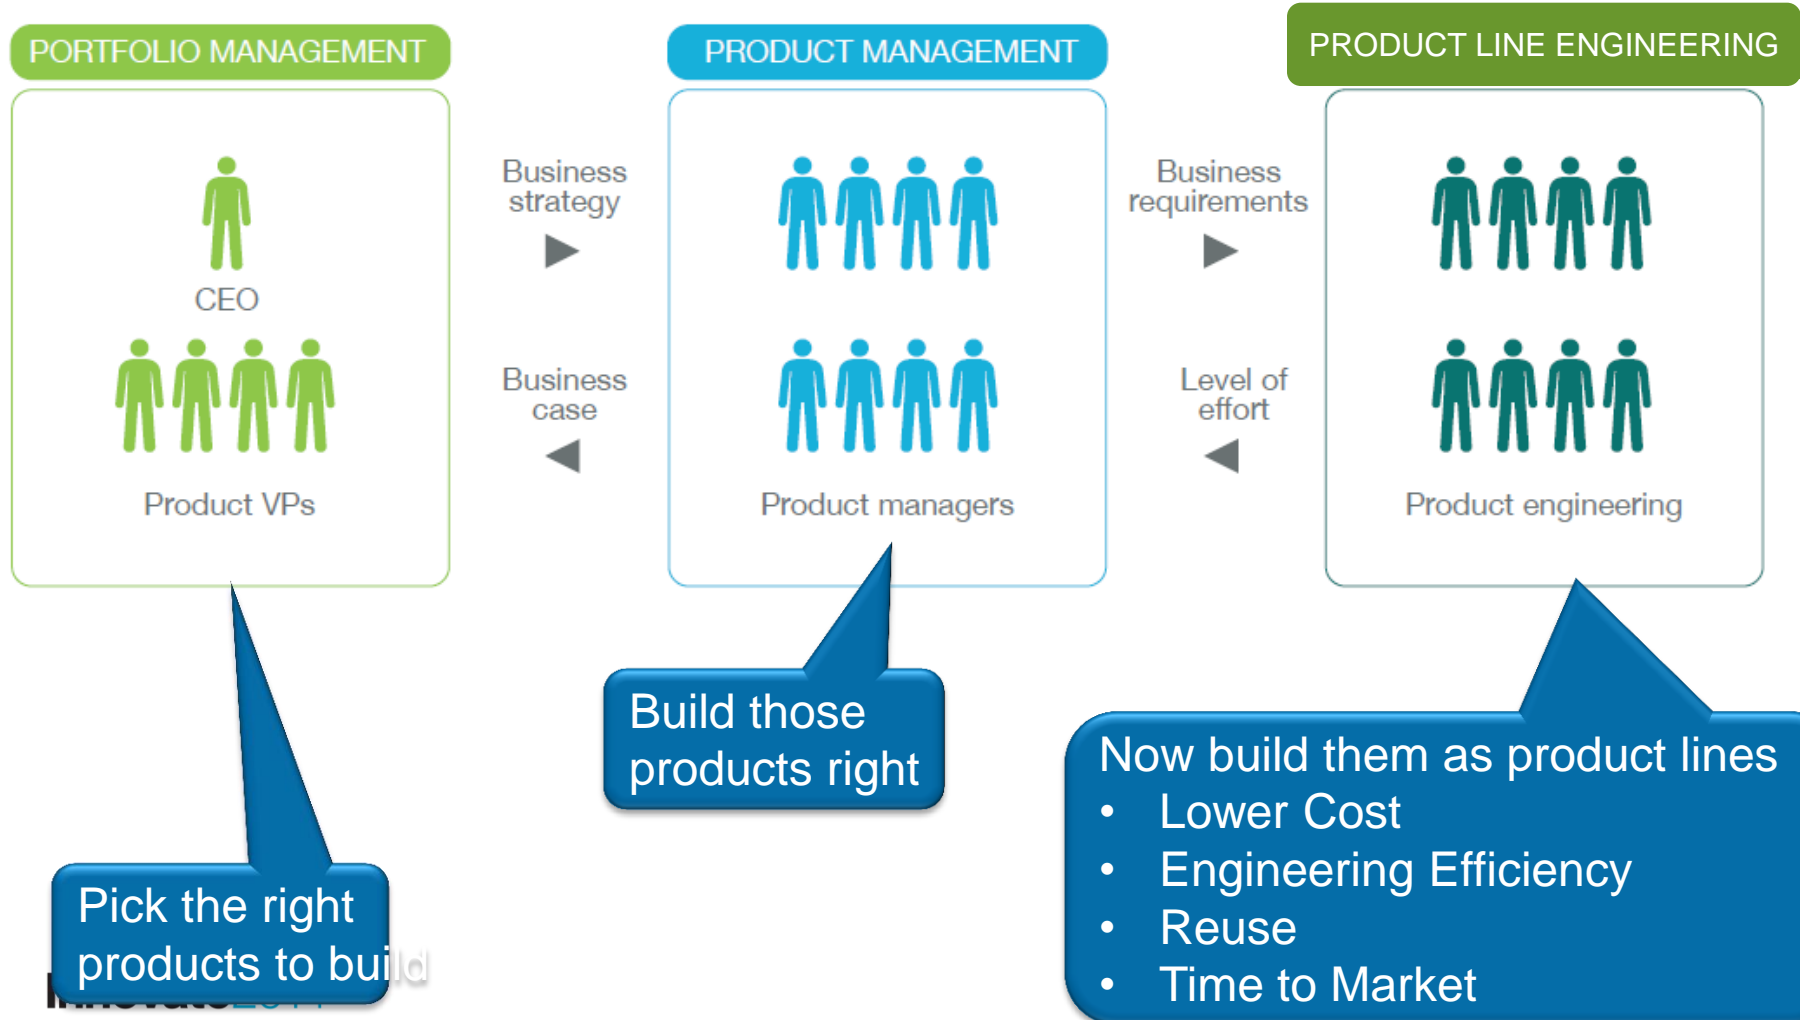 PORTFOLIO MANAGEMENT
PRODUCT MANAGEMENT
PRODUCT LINE ENGINEERING
Business
strategy
Business
requirements
CEO
Business
case
Level of
effort
Product VPs
Product managers
Product engineering
Build those
products right
Now build them as product lines
• Lower Cost
• Engineering Efficiency
• Reuse
• Time to Market
Pick the right
products to build